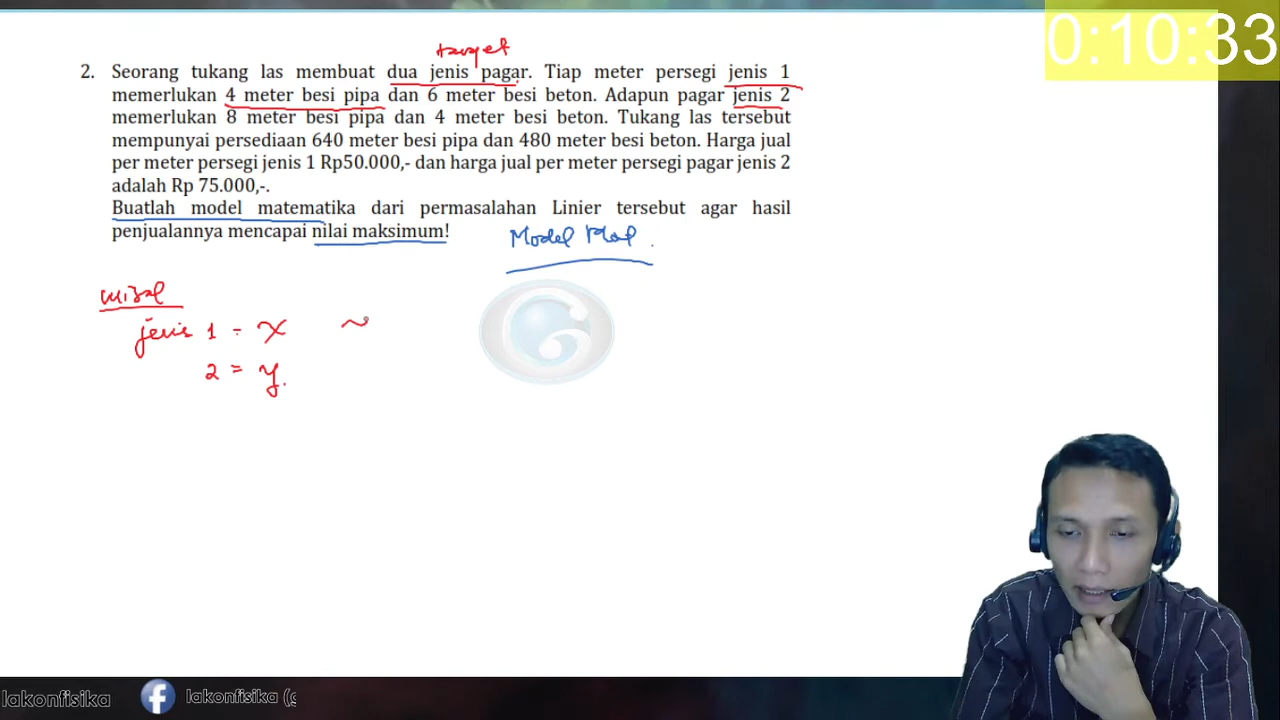 0:10:33
target
2. Seorang tukang las membuat dua jenis pagar. Tiap meter persegi jenis 1
memerlukan 4 meter besi pipa dan 6 meter besi beton. Adapun pagar jenis 2
memerlukan 8 meter besi pipa dan 4 meter besi beton. Tukang las tersebut
mempunyai persediaan 640 meter besi pipa dan 480 meter besi beton. Harga jual
per meter persegi jenis 1 Rp50.000,- dan harga jual per meter persegi pagar jenis 2
adalah Rp 75.000,-.
Buatlah model matematika dari permasalahan Linier tersebut agar hasil
penjualannya mencapai nilai maksimum!
Model
misal
jenis 1 = x ~
2 = y.
lakonfisika lakonfisika (g